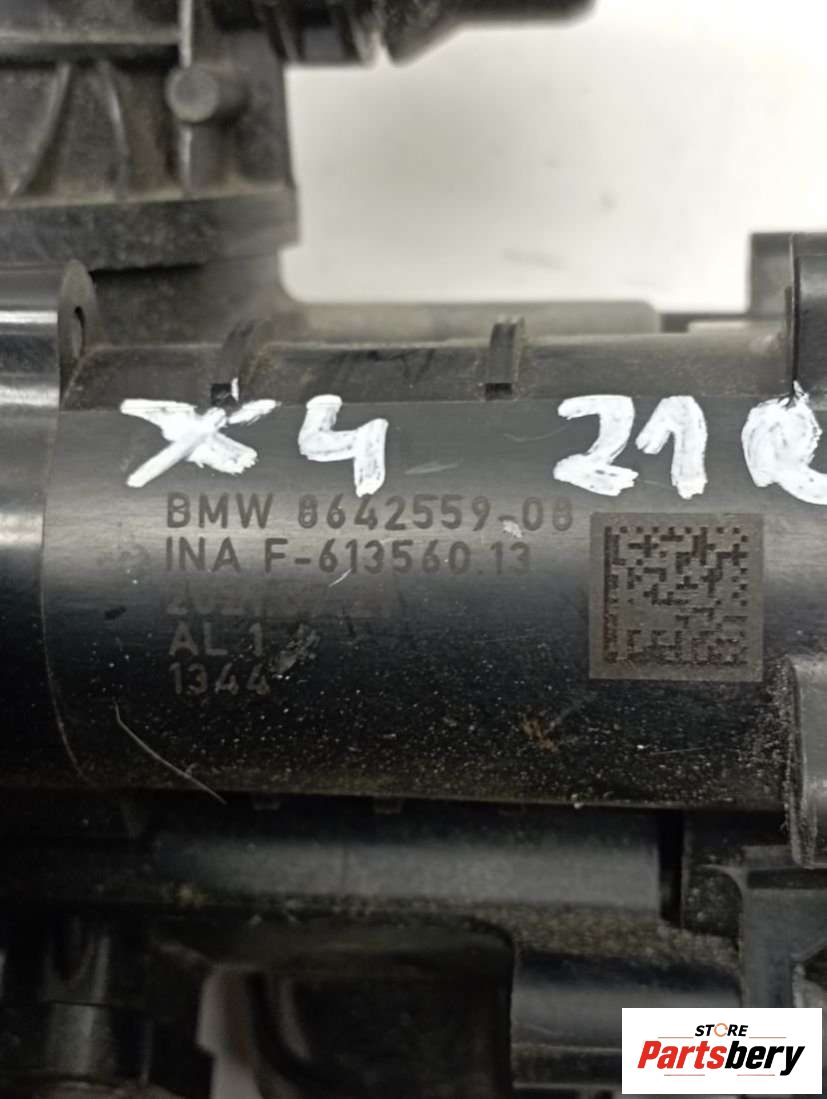 X4 21
BMW 8642559-08
INA F-613560.13
AL 1
1344
STORE
Partsbery